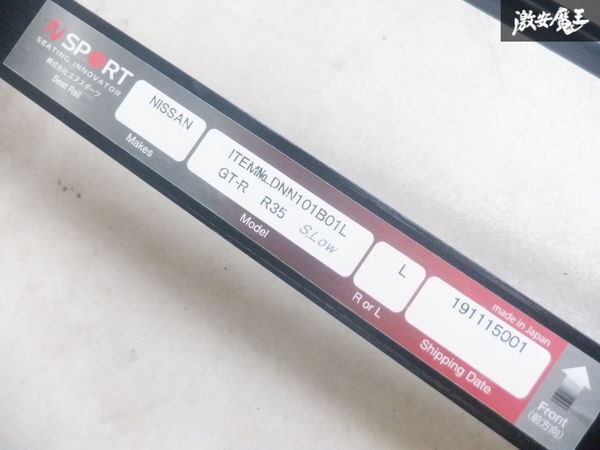 激安魔王
N SPORT
SEATING INNOVATOR
株式会社エヌスポーツ
Seat Rail
NISSAN
Makes
ITEM№.DNN101B01L
GT-R R35 S,Low
Model
L
R or L
made in Japan
191115001
Shipping Date
Front
(前方向)